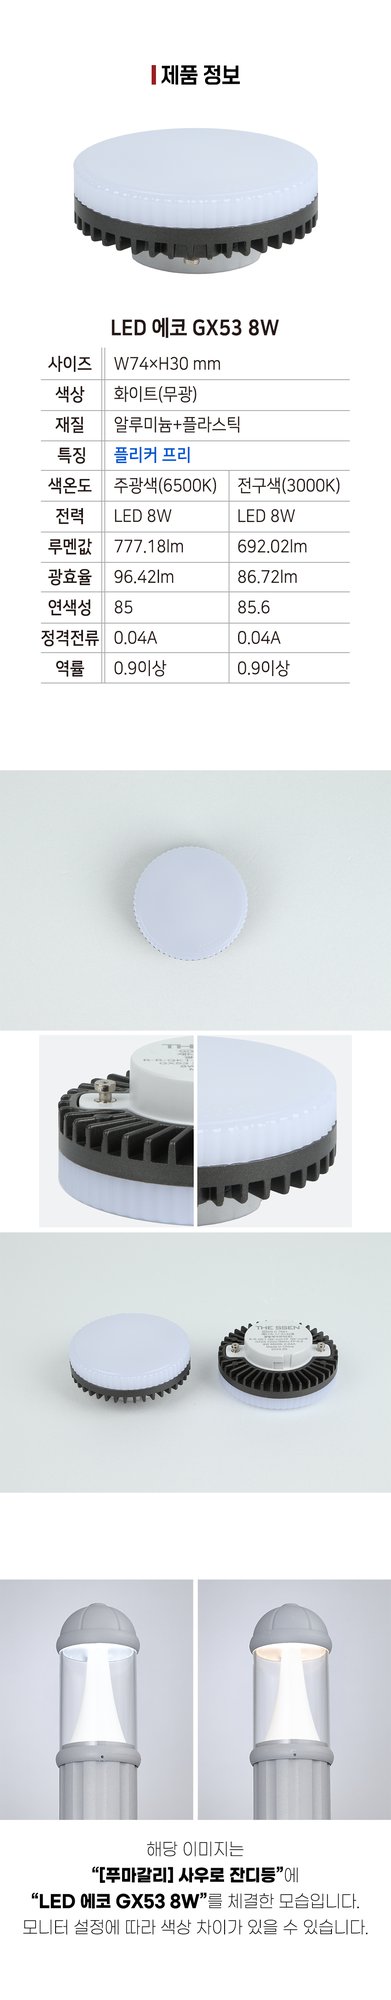 제품 정보
LED 에코 GX53 8W
사이즈 W74×H30 mm
색상 화이트(무광)
재질 알루미늄+플라스틱
특징 플리커 프리
색온도 주광색(6500K) 전구색(3000K)
전력 LED 8W LED 8W
루멘값 777.18lm 692.02lm
광효율 96.42lm 86.72lm
연색성 85 85.6
정격전류 0.04A 0.04A
역률 0.9이상 0.9이상
THE SSEN
해당 이미지는
“[푸마갈리] 사우로 잔디등”에
“LED 에코 GX53 8W”를 체결한 모습입니다.
모니터 설정에 따라 색상 차이가 있을 수 있습니다.